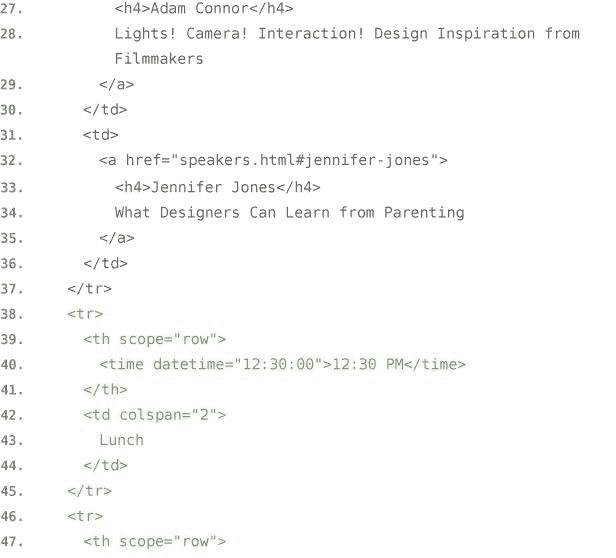 27. <h4>Adam Connor</h4>
28. Lights! Camera! Interaction! Design Inspiration from
Filmmakers
29. </a>
30. </td>
31. <td>
32. <a href="speakers.html#jennifer-jones">
33. <h4>Jennifer Jones</h4>
34. What Designers Can Learn from Parenting
35. </a>
36. </td>
37. </tr>
38. <tr>
39. <th scope="row">
40. <time datetime="12:30:00">12:30 PM</time>
41. </th>
42. <td colspan="2">
43. Lunch
44. </td>
45. </tr>
46. <tr>
47. <th scope="row">